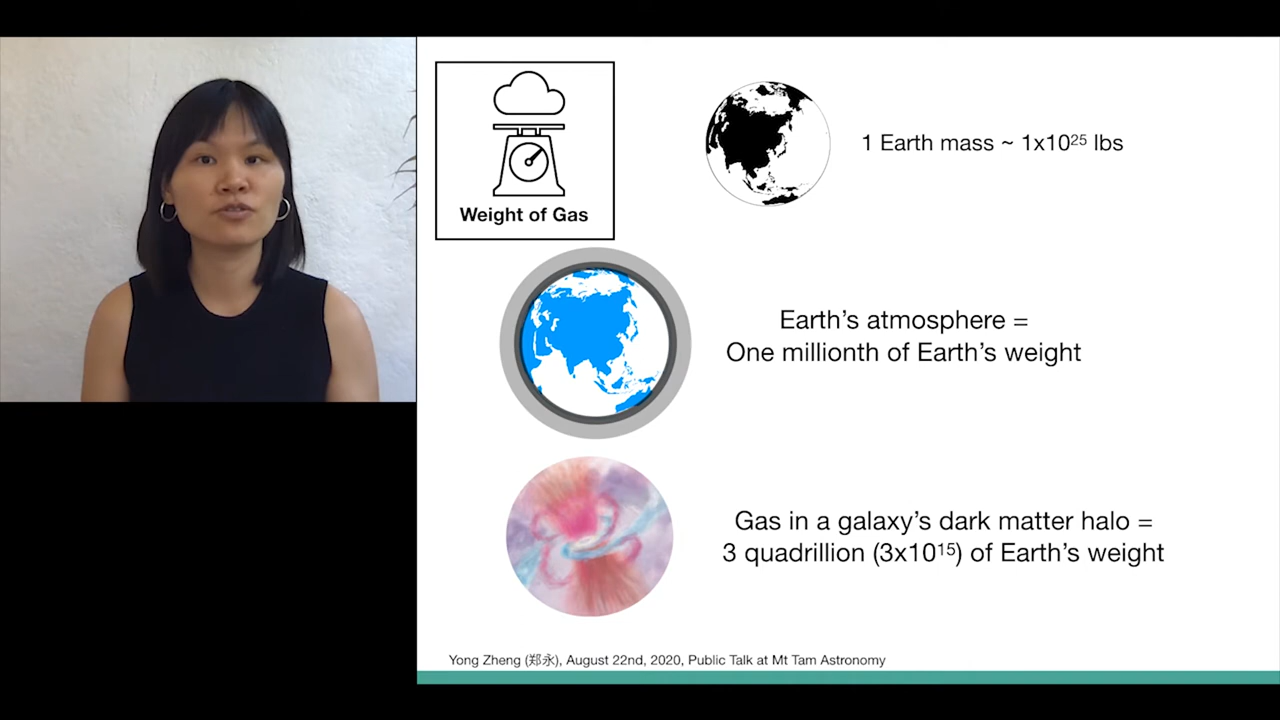 Weight of Gas
1 Earth mass ~ 1x10²⁵ lbs
Earth's atmosphere =
One millionth of Earth's weight
Gas in a galaxy's dark matter halo =
3 quadrillion (3x10¹⁵) of Earth's weight
Yong Zheng (郑永), August 22nd, 2020, Public Talk at Mt Tam Astronomy